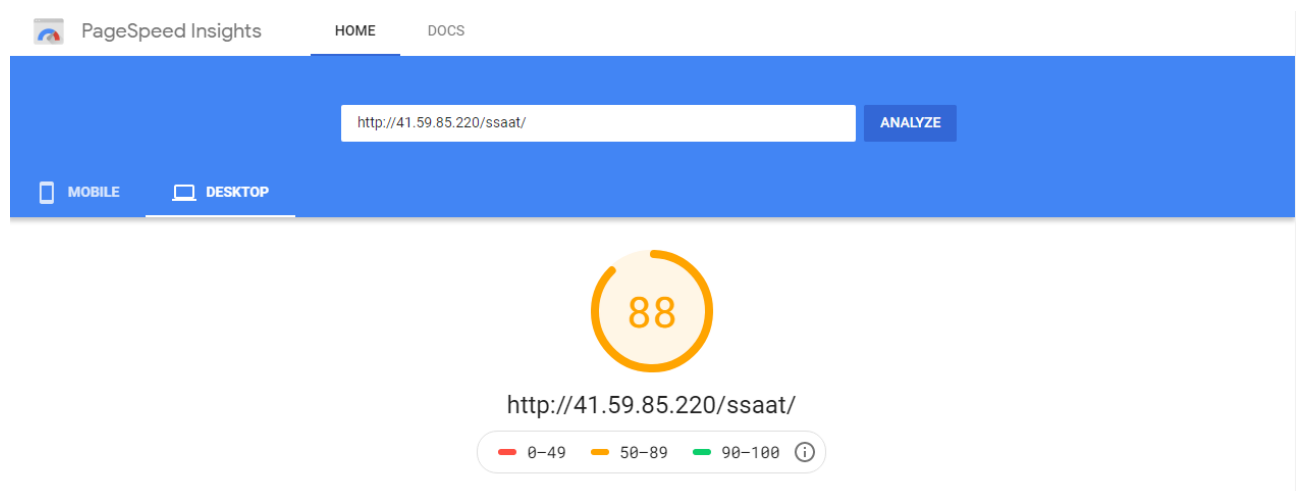 PageSpeed Insights HOME DOCS
http://41.59.85.220/ssaat/ ANALYZE
MOBILE DESKTOP
88
http://41.59.85.220/ssaat/
0–49 50–89 90–100